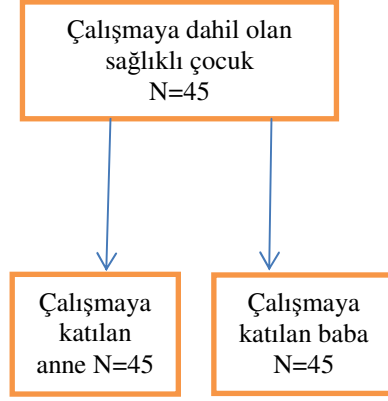 Çalışmaya dahil olan
sağlıklı çocuk
N=45
Çalışmaya
katılan
anne N=45
Çalışmaya
katılan baba
N=45